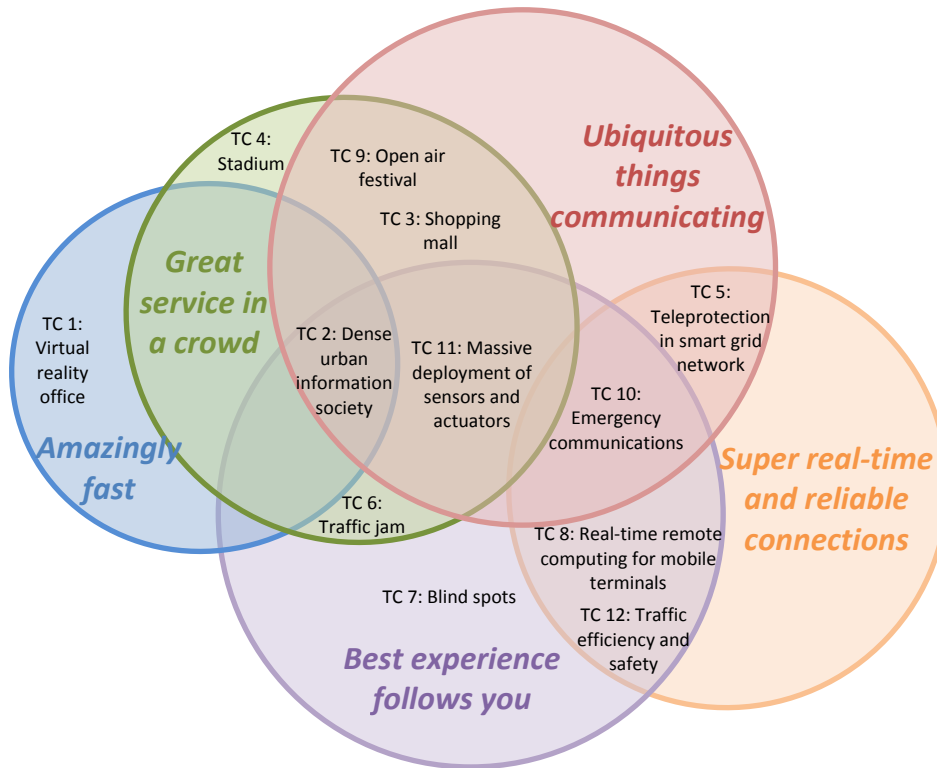 TC 4:
Stadium
TC 9: Open air
festival
Ubiquitous
things
communicating
TC 3: Shopping
mall
Great
service in
a crowd
TC 1:
Virtual
reality
office
TC 2: Dense
urban
information
society
TC 11: Massive
deployment of
sensors and
actuators
TC 5:
Teleprotection
in smart grid
network
TC 10:
Emergency
communications
Amazingly
fast
Super real-time
and reliable
connections
TC 6:
Traffic jam
TC 8: Real-time remote
computing for mobile
terminals
TC 7: Blind spots
TC 12: Traffic
efficiency and
safety
Best experience
follows you